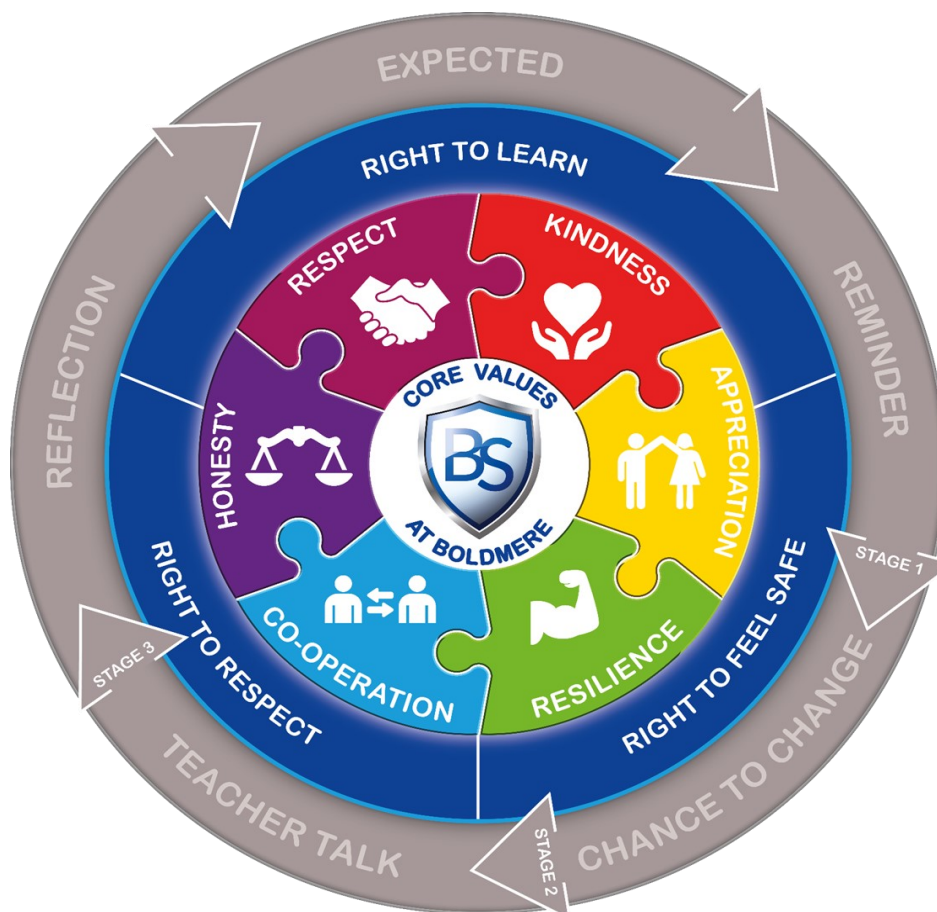 EXPECTED
REMINDER
STAGE 1
CHANCE TO CHANGE
STAGE 2
TEACHER TALK
STAGE 3
REFLECTION
RIGHT TO LEARN
RIGHT TO FEEL SAFE
RIGHT TO RESPECT
RESPECT
KINDNESS
APPRECIATION
RESILIENCE
CO-OPERATION
HONESTY
CORE VALUES
BS
AT BOLDMERE